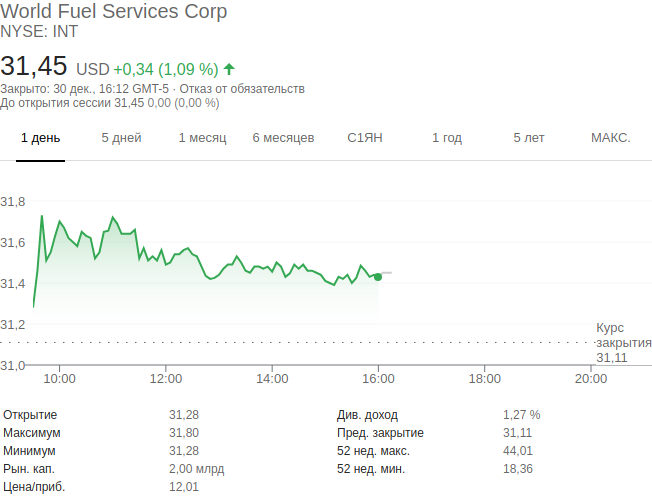 World Fuel Services Corp
NYSE: INT
31,45 USD +0,34 (1,09 %)
Закрыто: 30 дек., 16:12 GMT-5 · Отказ от обязательств
До открытия сессии 31,45 0,00 (0,00 %)
1 день 5 дней 1 месяц 6 месяцев С1ЯН 1 год 5 лет МАКС.
31,8
31,6
31,4
31,2
Курс
закрытия
31,11
31,0
10:00 12:00 14:00 16:00 18:00 20:00
Открытие 31,28 Див. доход 1,27 %
Максимум 31,80 Пред. закрытие 31,11
Минимум 31,28 52 нед. макс. 44,01
Рын. кап. 2,00 млрд 52 нед. мин. 18,36
Цена/приб. 12,01